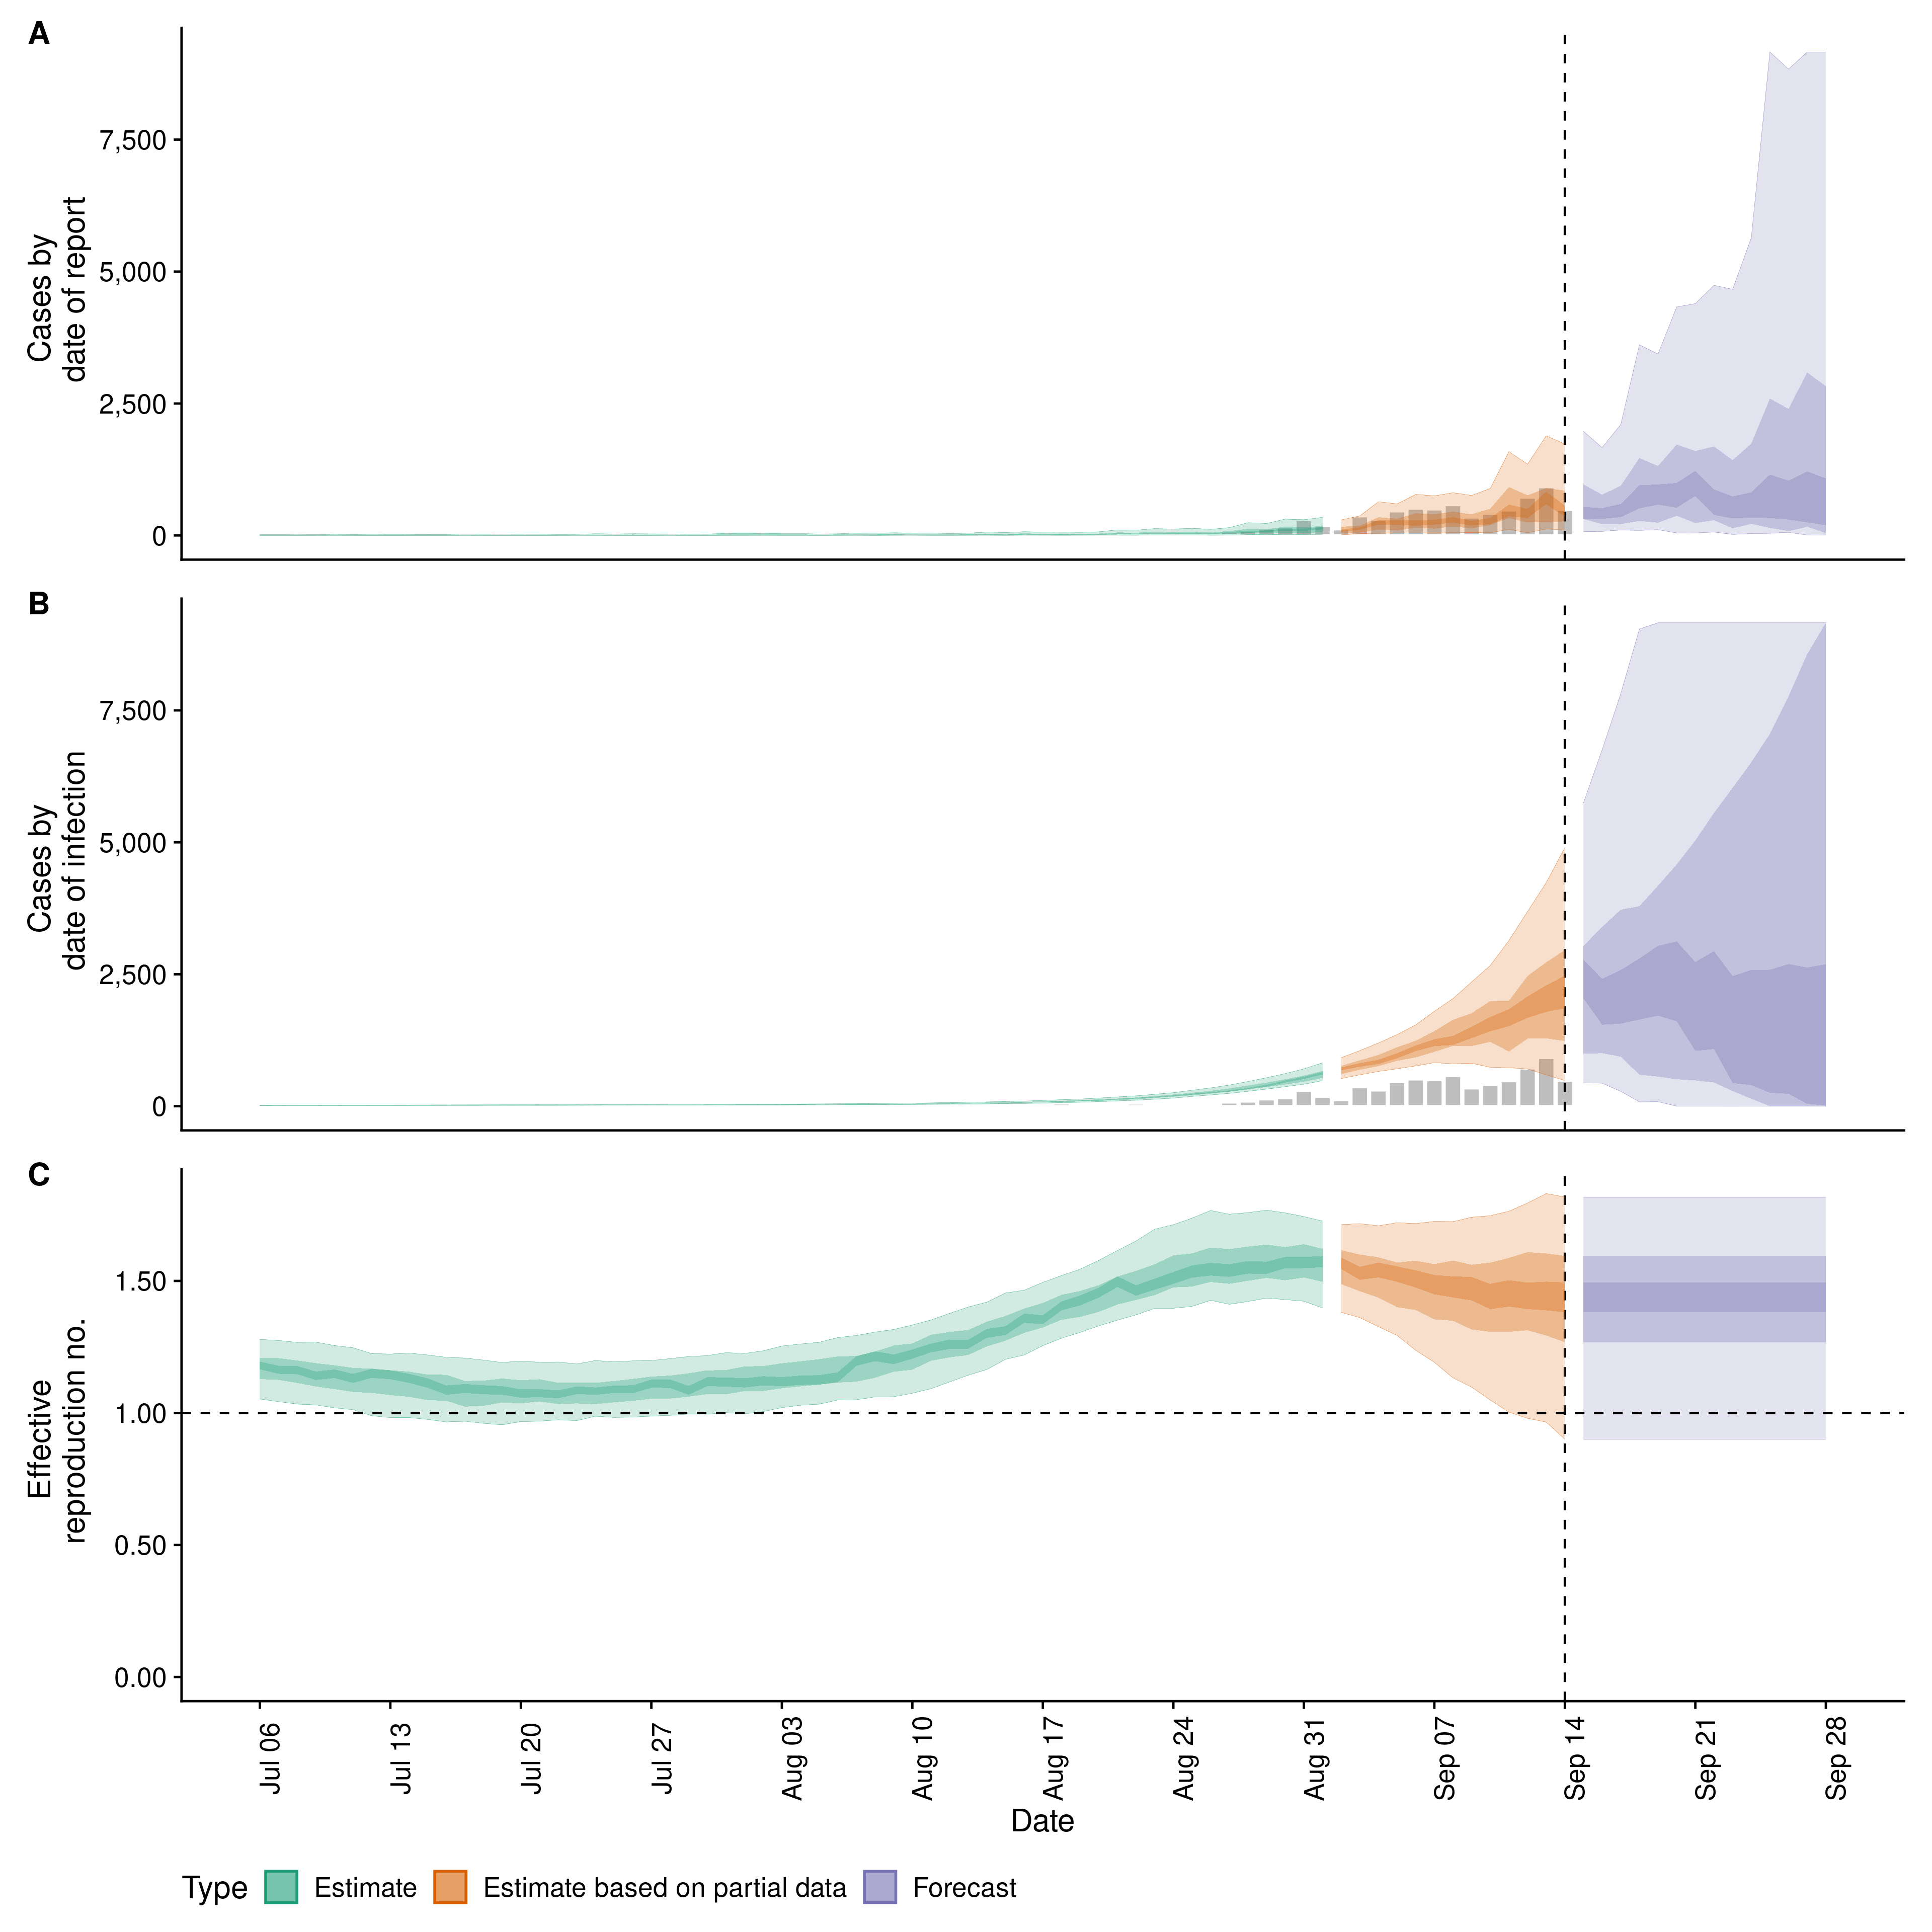 A
Cases by
date of report
7,500
5,000
2,500
0
B
Cases by
date of infection
7,500
5,000
2,500
0
C
Effective
reproduction no.
1.50
1.00
0.50
0.00
Jul 06
Jul 13
Jul 20
Jul 27
Aug 03
Aug 10
Aug 17
Aug 24
Aug 31
Sep 07
Sep 14
Sep 21
Sep 28
Date
Type Estimate Estimate based on partial data Forecast